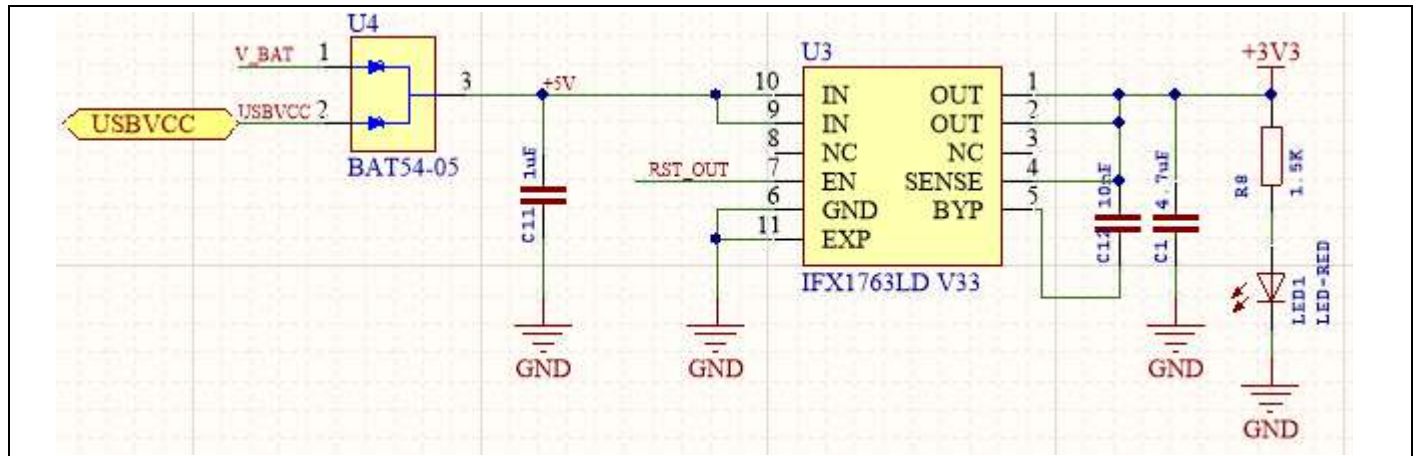 U4
V_BAT 1
USBVCC
USBVCC 2
3
+5V
BAT54-05
C11 1uF
GND
GND
RST_OUT
U3
10 IN OUT 1
9 IN OUT 2
8 NC NC 3
7 EN SENSE 4
6 GND BYP 5
11 EXP
IFX1763LD V33
C12 10nF
C1 4.7uF
GND
+3V3
R8 1.5K
LED1
LED-RED
GND